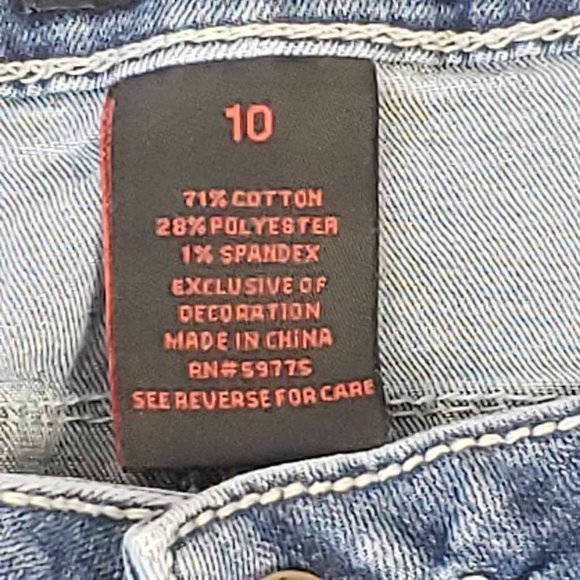 10
71% COTTON
28% POLYESTER
1% SPANDEX
EXCLUSIVE OF
DECORATION
MADE IN CHINA
RN#59775
SEE REVERSE FOR CARE